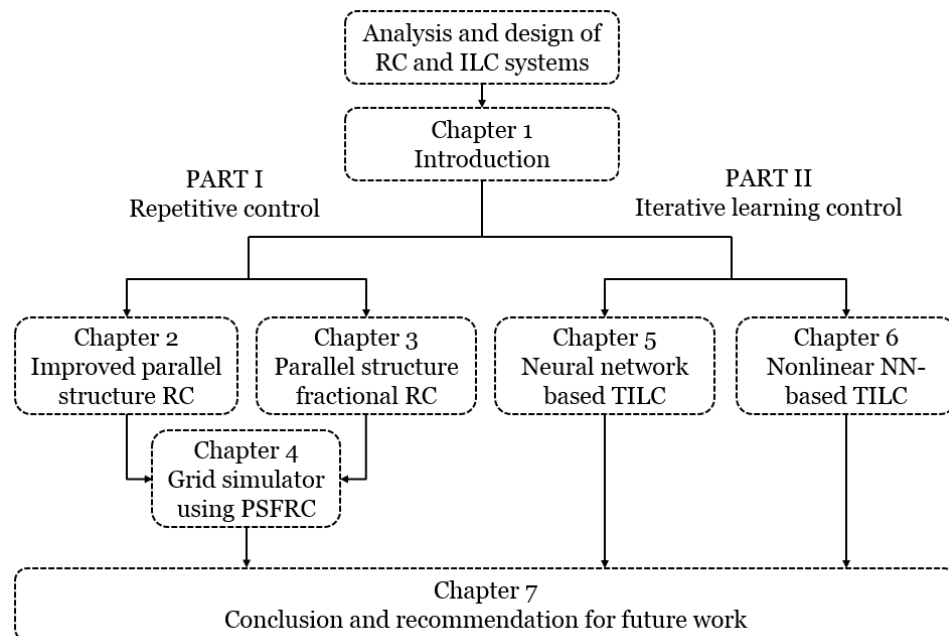 Analysis and design of
RC and ILC systems
Chapter 1
Introduction
PART I
Repetitive control
PART II
Iterative learning control
Chapter 2
Improved parallel
structure RC
Chapter 3
Parallel structure
fractional RC
Chapter 5
Neural network
based TILC
Chapter 6
Nonlinear NN-
based TILC
Chapter 4
Grid simulator
using PSFRC
Chapter 7
Conclusion and recommendation for future work